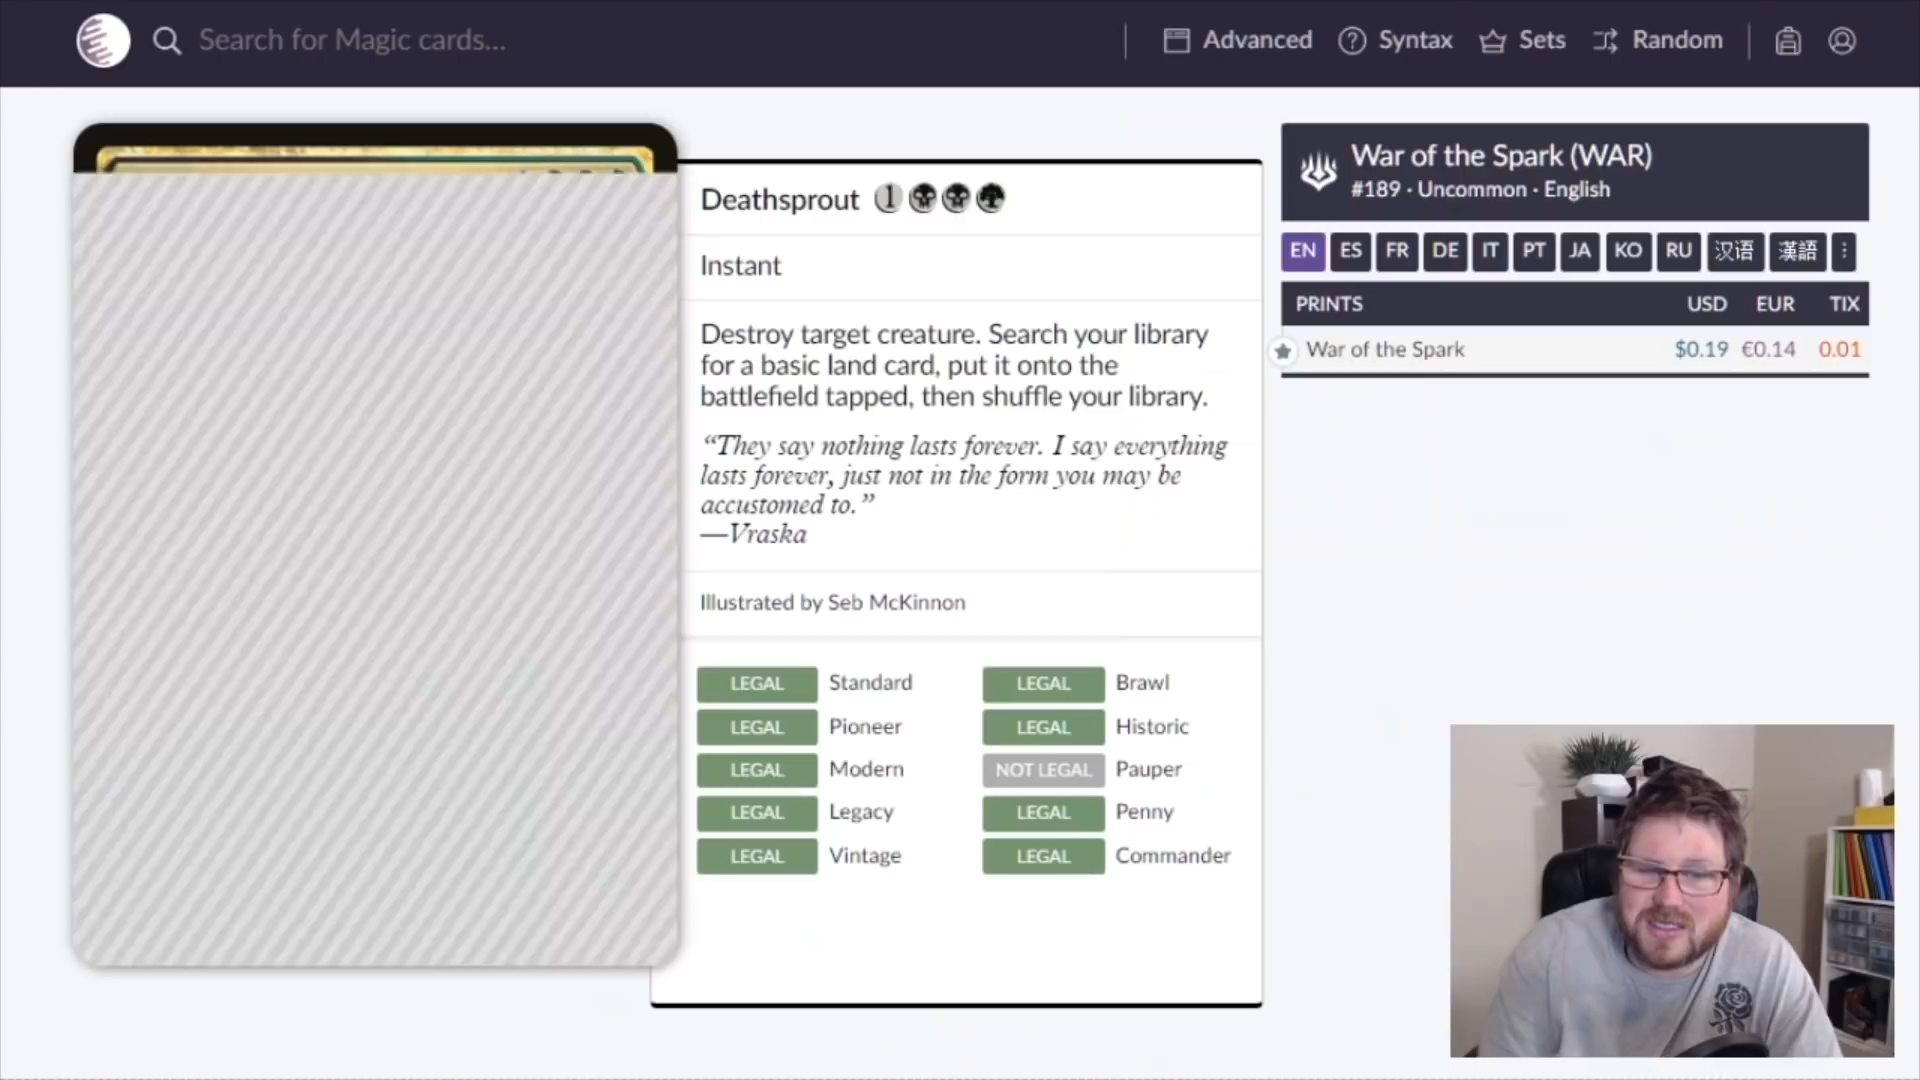 Search for Magic cards...
Advanced
Syntax
Sets
Random
Deathsprout 1
Instant
Destroy target creature. Search your library
for a basic land card, put it onto the
battlefield tapped, then shuffle your library.
“They say nothing lasts forever. I say everything
lasts forever, just not in the form you may be
accustomed to.”
—Vraska
Illustrated by Seb McKinnon
LEGAL Standard LEGAL Brawl
LEGAL Pioneer LEGAL Historic
LEGAL Modern NOT LEGAL Pauper
LEGAL Legacy LEGAL Penny
LEGAL Vintage LEGAL Commander
War of the Spark (WAR)
#189 · Uncommon · English
EN ES FR DE IT PT JA KO RU 汉语 漢語
PRINTS USD EUR TIX
War of the Spark $0.19 €0.14 0.01